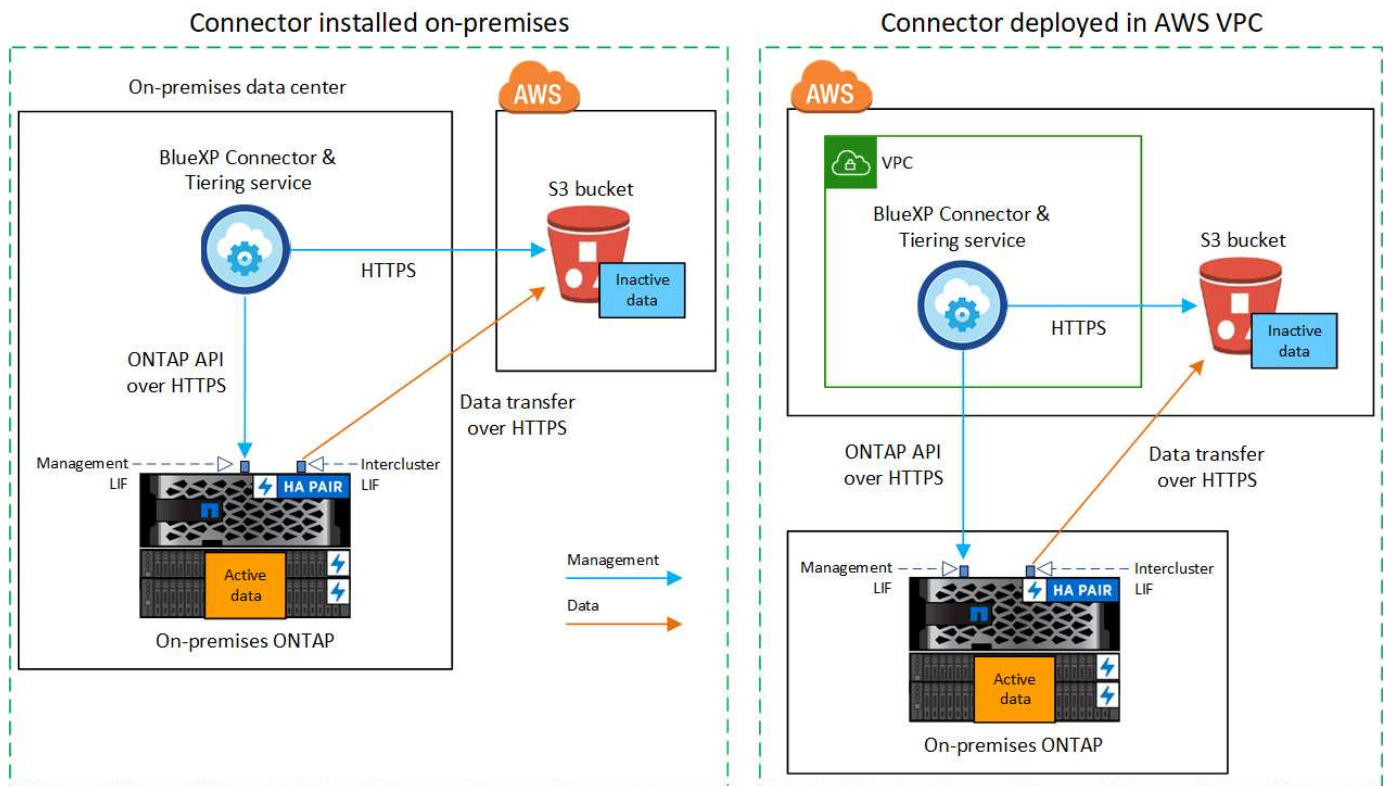 Connector installed on-premises
On-premises data center
AWS
BlueXP Connector &
Tiering service
S3 bucket
HTTPS
Inactive
data
ONTAP API
over HTTPS
Data transfer
over HTTPS
Management
LIF
Intercluster
LIF
HA PAIR
Active
data
On-premises ONTAP
Management
Data
Connector deployed in AWS VPC
AWS
VPC
BlueXP Connector &
Tiering service
S3 bucket
HTTPS
Inactive
data
ONTAP API
over HTTPS
Data transfer
over HTTPS
Management
LIF
Intercluster
LIF
HA PAIR
Active
data
On-premises ONTAP